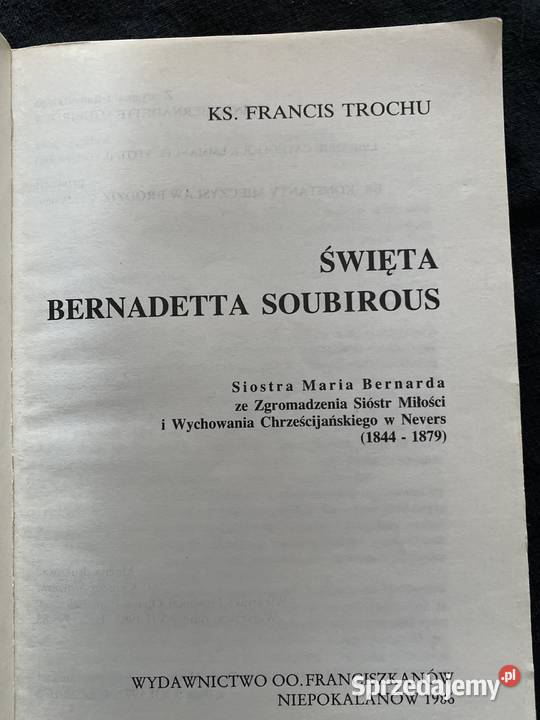 KS. FRANCIS TROCHU
ŚWIĘTA
BERNADETTA SOUBIROUS
Siostra Maria Bernarda
ze Zgromadzenia Sióstr Miłości
i Wychowania Chrześcijańskiego w Nevers
(1844 - 1879)
WYDAWNICTWO OO. FRANCISZKANÓW
NIEPOKALANÓW
Sprzedajemy.pl